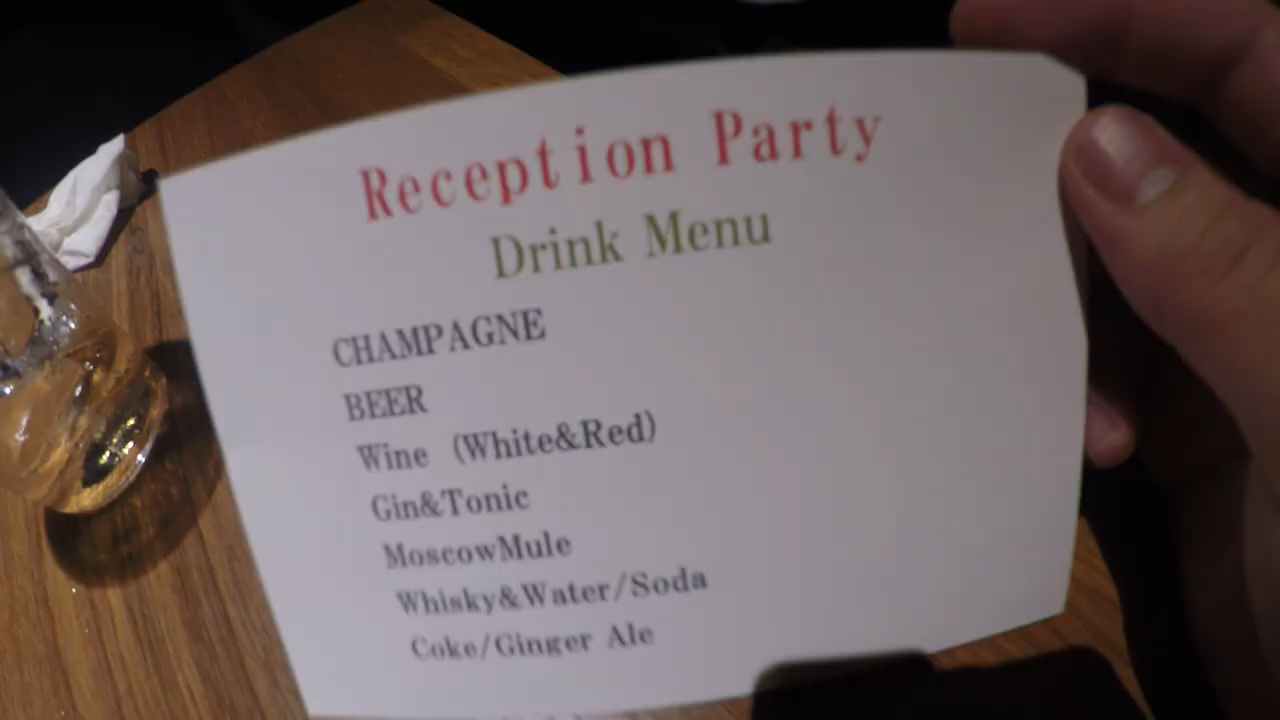 Reception Party
Drink Menu
CHAMPAGNE
BEER
Wine (White&Red)
Gin&Tonic
MoscowMule
Whisky&Water/Soda
Coke/Ginger Ale